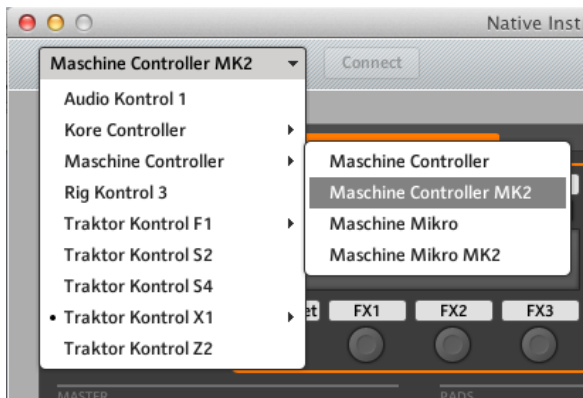 Native Inst
Maschine Controller MK2
Connect
Audio Kontrol 1
Kore Controller
Maschine Controller
Rig Kontrol 3
Traktor Kontrol F1
Traktor Kontrol S2
Traktor Kontrol S4
• Traktor Kontrol X1
Traktor Kontrol Z2
Maschine Controller
Maschine Controller MK2
Maschine Mikro
Maschine Mikro MK2
et FX1 FX2 FX3
MASTER PADS